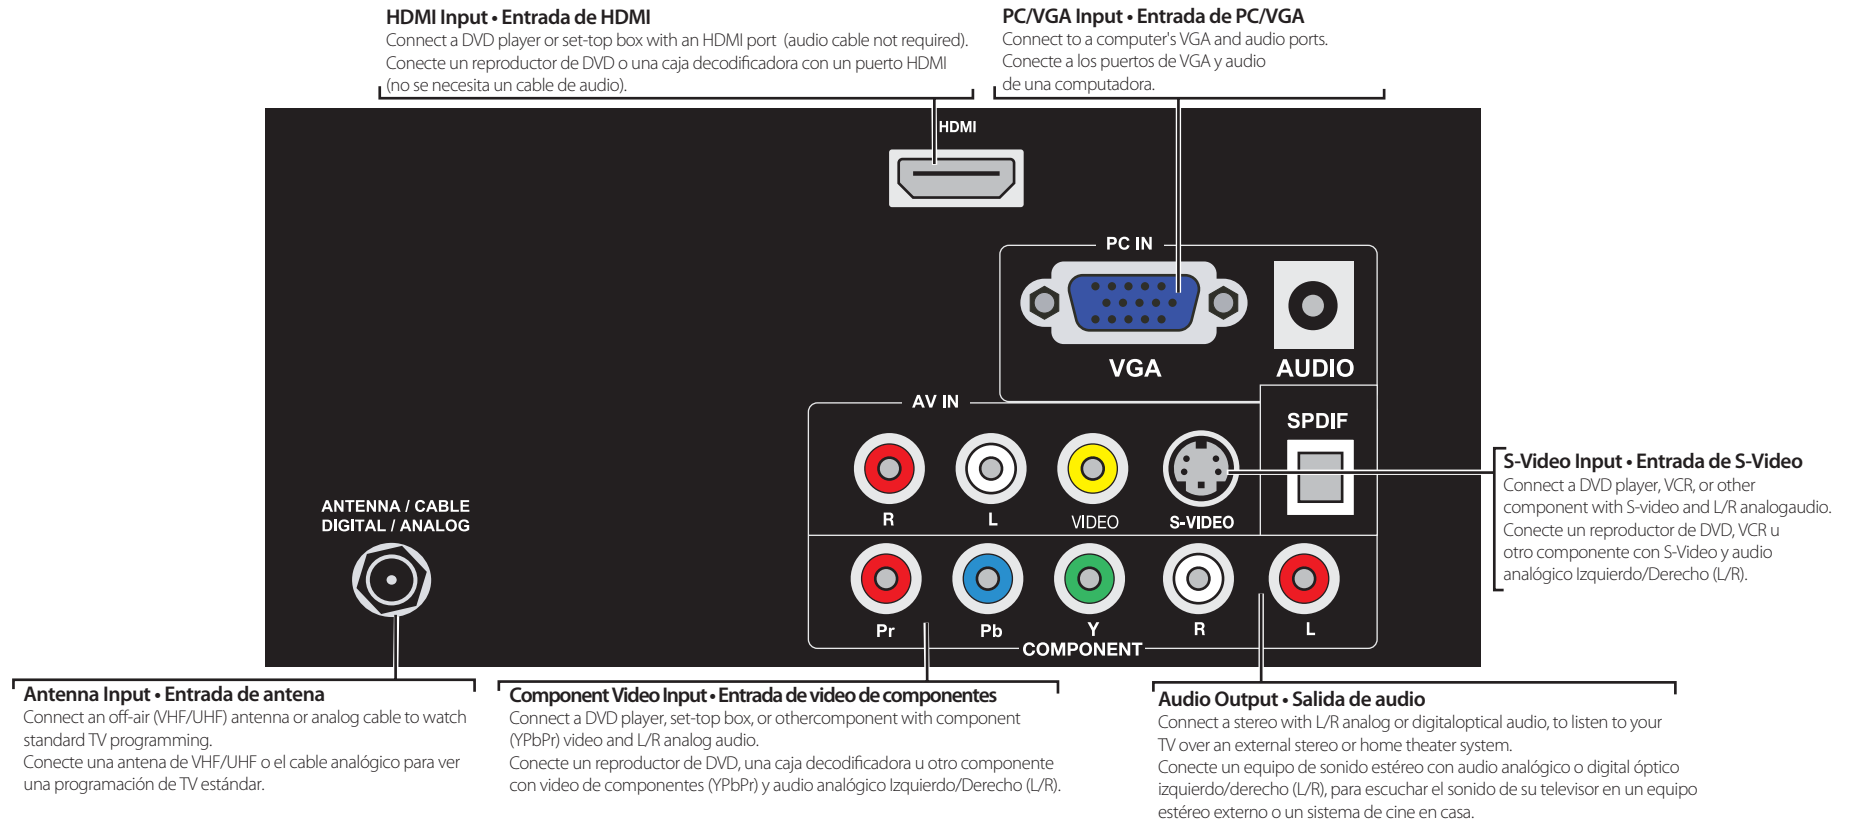 HDMI Input • Entrada de HDMI
Connect a DVD player or set-top box with an HDMI port (audio cable not required).
Conecte un reproductor de DVD o una caja decodificadora con un puerto HDMI
(no se necesita un cable de audio).
PC/VGA Input • Entrada de PC/VGA
Connect to a computer's VGA and audio ports.
Conecte a los puertos de VGA y audio
de una computadora.
HDMI
PC IN
VGA
AUDIO
AV IN
SPDIF
R
L
VIDEO
S-VIDEO
S-Video Input • Entrada de S-Video
Connect a DVD player, VCR, or other
component with S-video and L/R analogaudio.
Conecte un reproductor de DVD, VCR u
otro componente con S-Video y audio
analógico Izquierdo/Derecho (L/R).
ANTENNA / CABLE
DIGITAL / ANALOG
Pr
Pb
Y
R
L
COMPONENT
Antenna Input • Entrada de antena
Connect an off-air (VHF/UHF) antenna or analog cable to watch
standard TV programming.
Conecte una antena de VHF/UHF o el cable analógico para ver
una programación de TV estándar.
Component Video Input • Entrada de video de componentes
Connect a DVD player, set-top box, or othercomponent with component
(YPbPr) video and L/R analog audio.
Conecte un reproductor de DVD, una caja decodificadora u otro componente
con video de componentes (YPbPr) y audio analógico Izquierdo/Derecho (L/R).
Audio Output • Salida de audio
Connect a stereo with L/R analog or digitaloptical audio, to listen to your
TV over an external stereo or home theater system.
Conecte un equipo de sonido estéreo con audio analógico o digital óptico
izquierdo/derecho (L/R), para escuchar el sonido de su televisor en un equipo
estéreo externo o un sistema de cine en casa.